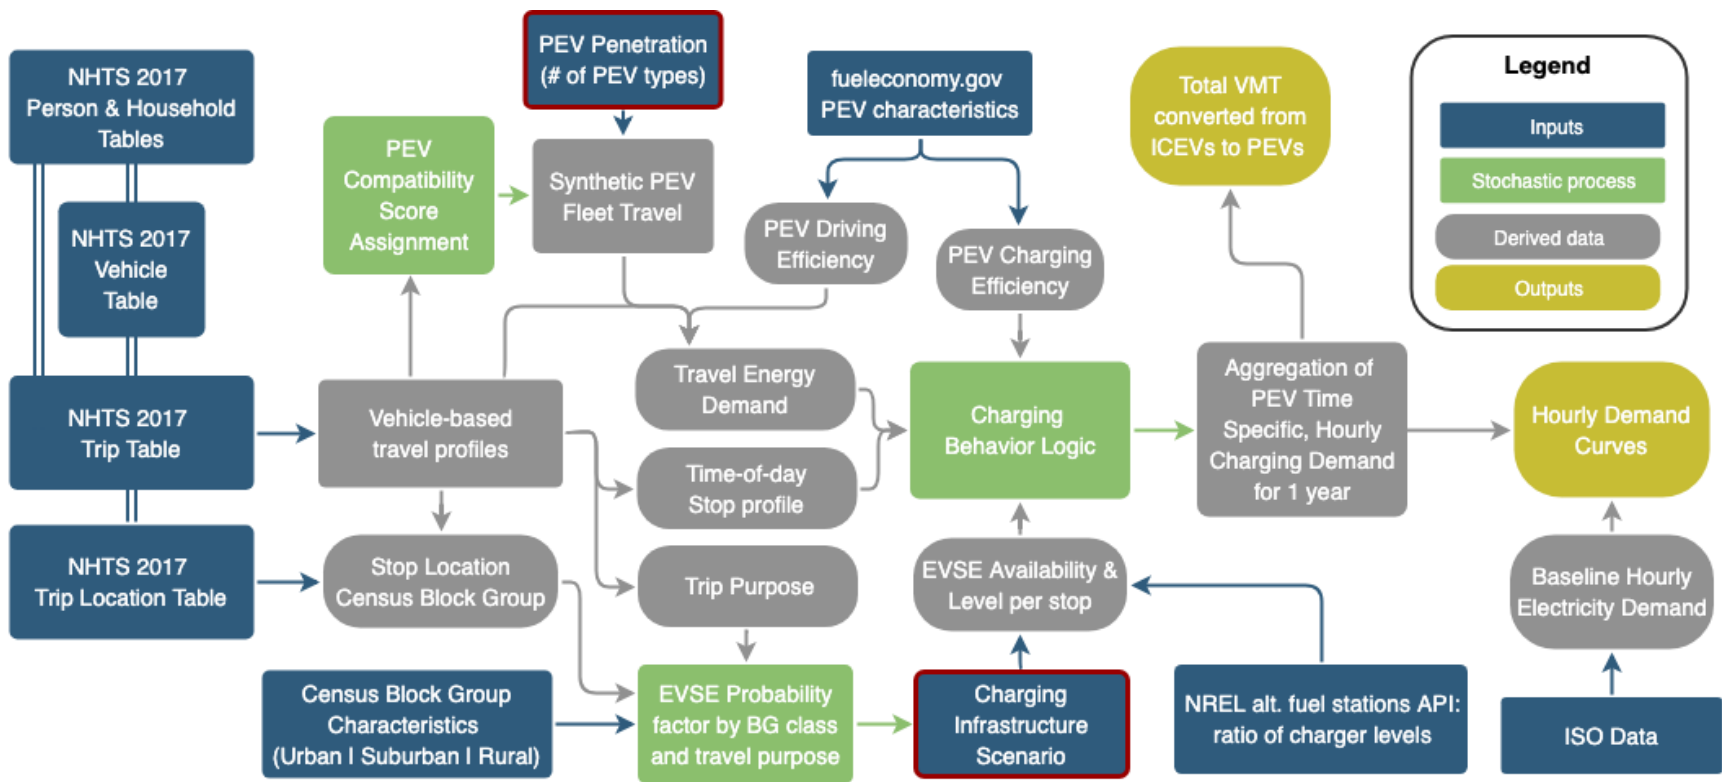 NHTS 2017
Person & Household
Tables
NHTS 2017
Vehicle
Table
NHTS 2017
Trip Table
NHTS 2017
Trip Location Table
PEV
Compatibility
Score
Assignment
PEV Penetration
(# of PEV types)
Synthetic PEV
Fleet Travel
fueleconomy.gov
PEV characteristics
PEV Driving
Efficiency
PEV Charging
Efficiency
Total VMT
converted from
ICEVs to PEVs
Legend
Inputs
Stochastic process
Derived data
Outputs
Vehicle-based
travel profiles
Travel Energy
Demand
Time-of-day
Stop profile
Trip Purpose
Stop Location
Census Block Group
Charging
Behavior Logic
Aggregation of
PEV Time
Specific, Hourly
Charging Demand
for 1 year
Hourly Demand
Curves
EVSE Availability &
Level per stop
Baseline Hourly
Electricity Demand
Census Block Group
Characteristics
(Urban | Suburban | Rural)
EVSE Probability
factor by BG class
and travel purpose
Charging
Infrastructure
Scenario
NREL alt. fuel stations API:
ratio of charger levels
ISO Data